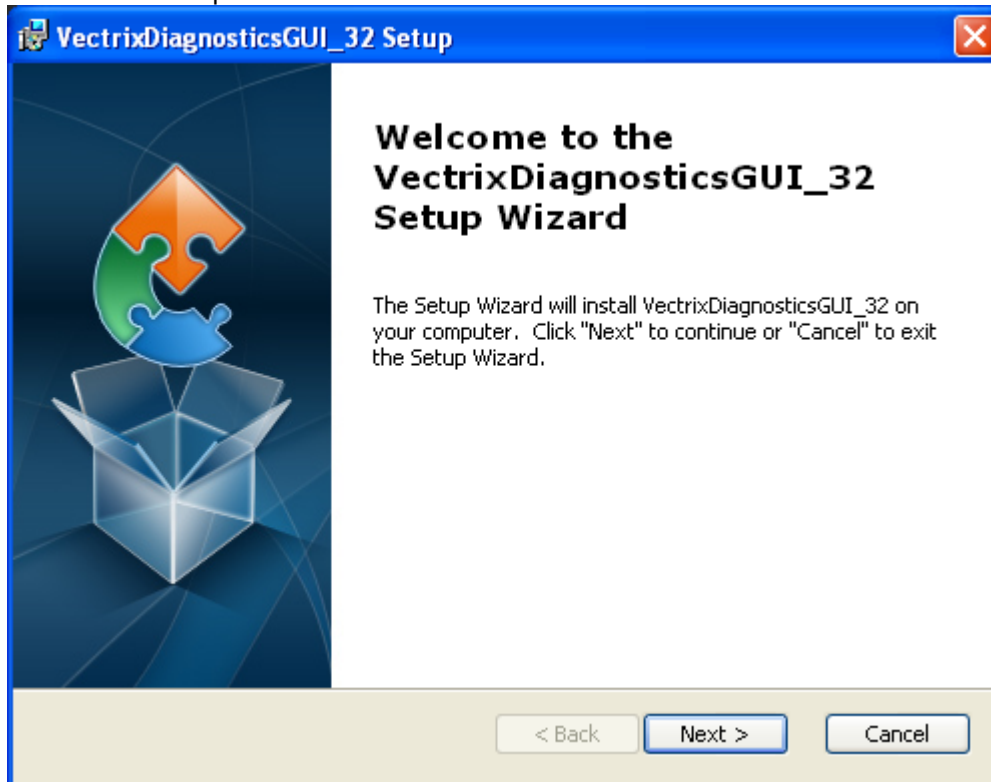 VectrixDiagnosticsGUI_32 Setup
Welcome to the
VectrixDiagnosticsGUI_32
Setup Wizard
The Setup Wizard will install VectrixDiagnosticsGUI_32 on
your computer.  Click "Next" to continue or "Cancel" to exit
the Setup Wizard.
< Back
Next >
Cancel